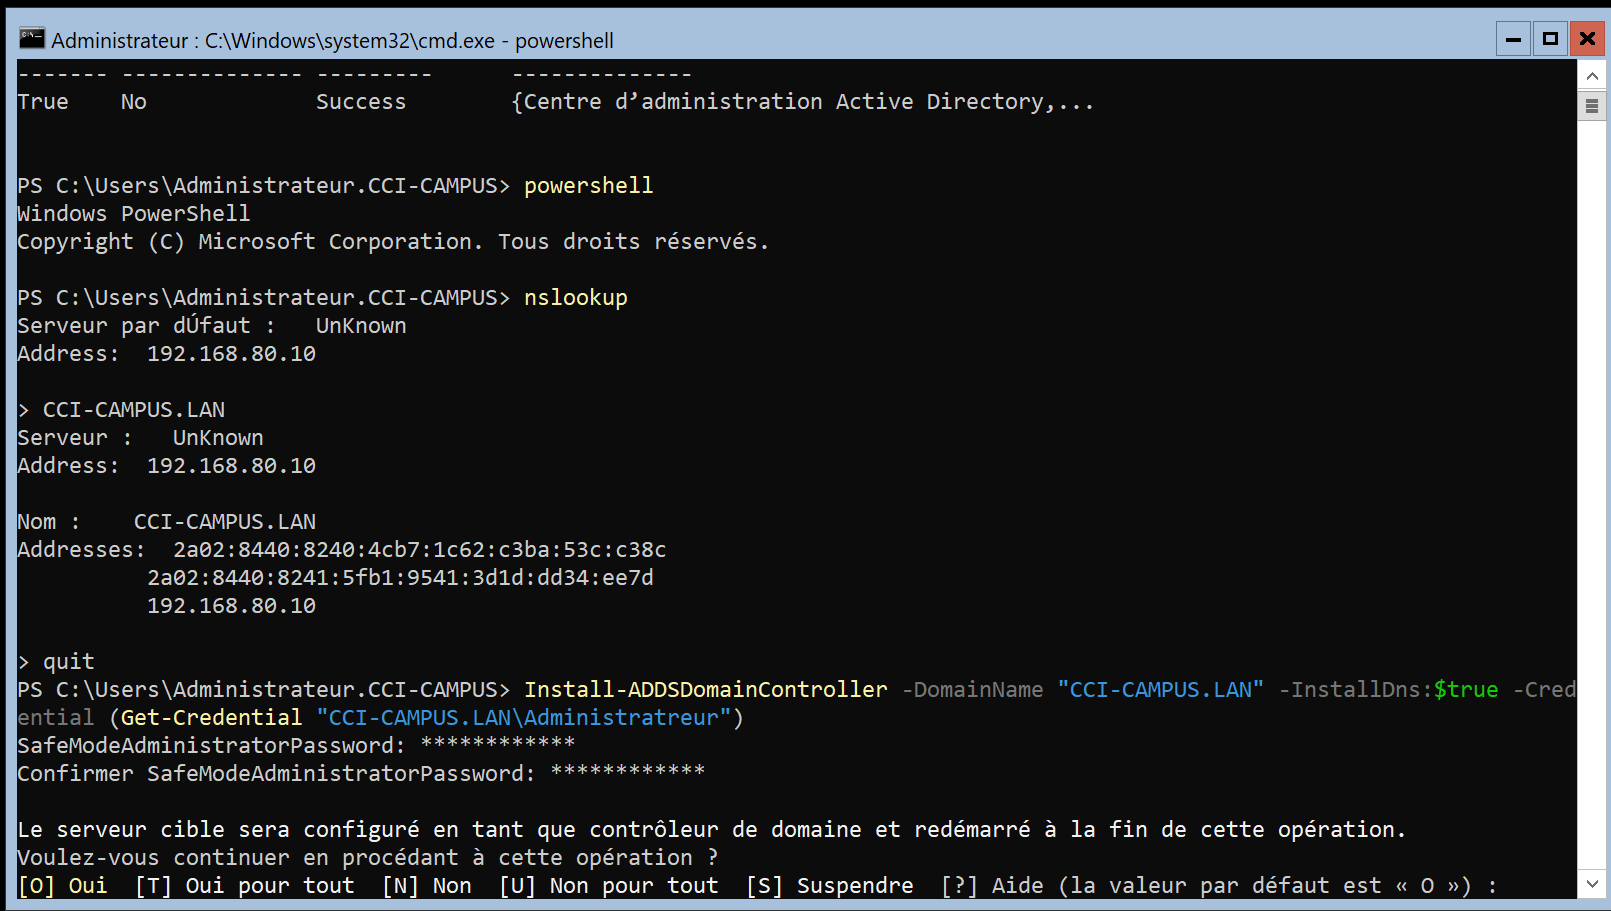 Administrateur : C:\Windows\system32\cmd.exe - powershell
------- -------------- ---------      --------------
True    No             Success        {Centre d’administration Active Directory,...
PS C:\Users\Administrateur.CCI-CAMPUS> powershell
Windows PowerShell
Copyright (C) Microsoft Corporation. Tous droits réservés.
PS C:\Users\Administrateur.CCI-CAMPUS> nslookup
Serveur par dÚfaut :   UnKnown
Address:  192.168.80.10
> CCI-CAMPUS.LAN
Serveur :   UnKnown
Address:  192.168.80.10
Nom :    CCI-CAMPUS.LAN
Addresses:  2a02:8440:8240:4cb7:1c62:c3ba:53c:c38c
          2a02:8440:8241:5fb1:9541:3d1d:dd34:ee7d
          192.168.80.10
> quit
PS C:\Users\Administrateur.CCI-CAMPUS> Install-ADDSDomainController -DomainName "CCI-CAMPUS.LAN" -InstallDns:$true -Cred
ential (Get-Credential "CCI-CAMPUS.LAN\Administratreur")
SafeModeAdministratorPassword: ************
Confirmer SafeModeAdministratorPassword: ************
Le serveur cible sera configuré en tant que contrôleur de domaine et redémarré à la fin de cette opération.
Voulez-vous continuer en procédant à cette opération ?
[O] Oui  [T] Oui pour tout  [N] Non  [U] Non pour tout  [S] Suspendre  [?] Aide (la valeur par défaut est « O ») :